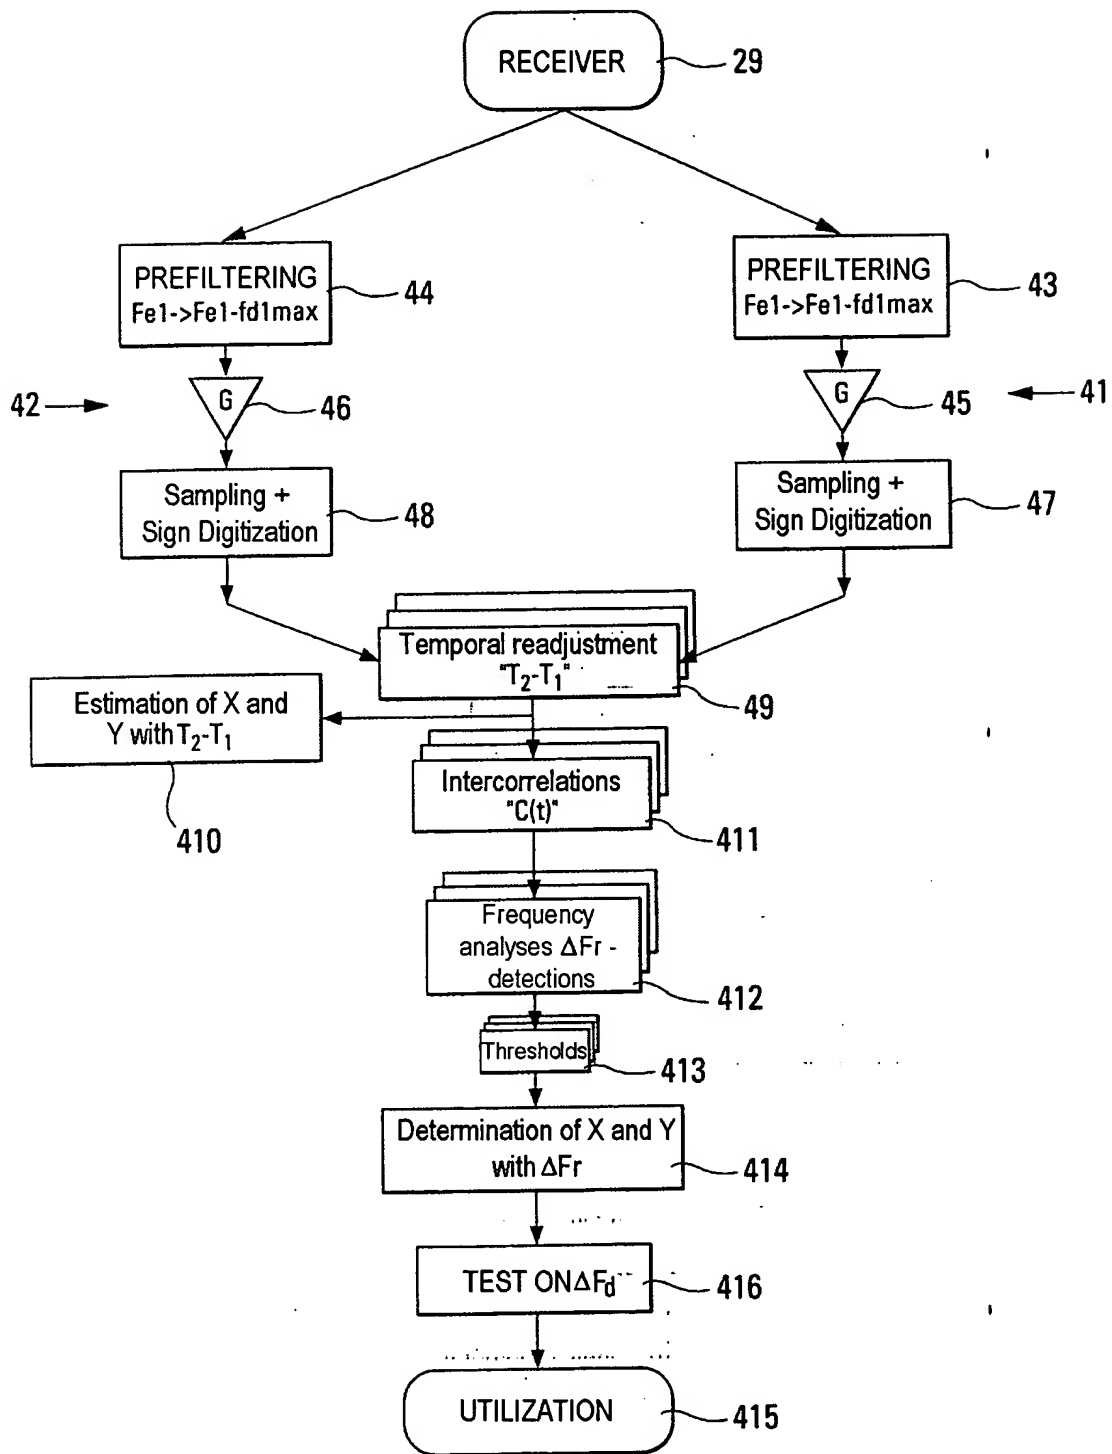 RECEIVER
29
PREFILTERING
Fe1->Fe1-fd1max
44
PREFILTERING
Fe1->Fe1-fd1max
43
42
G
46
G
45
41
Sampling +
Sign Digitization
48
Sampling +
Sign Digitization
47
Temporal readjustment
"T2-T1"
49
Estimation of X and
Y with T2-T1
410
Intercorrelations
"C(t)"
411
Frequency
analyses ΔFr -
detections
412
Thresholds
413
Determination of X and Y
with ΔFr
414
TEST ON ΔFd
416
UTILIZATION
415